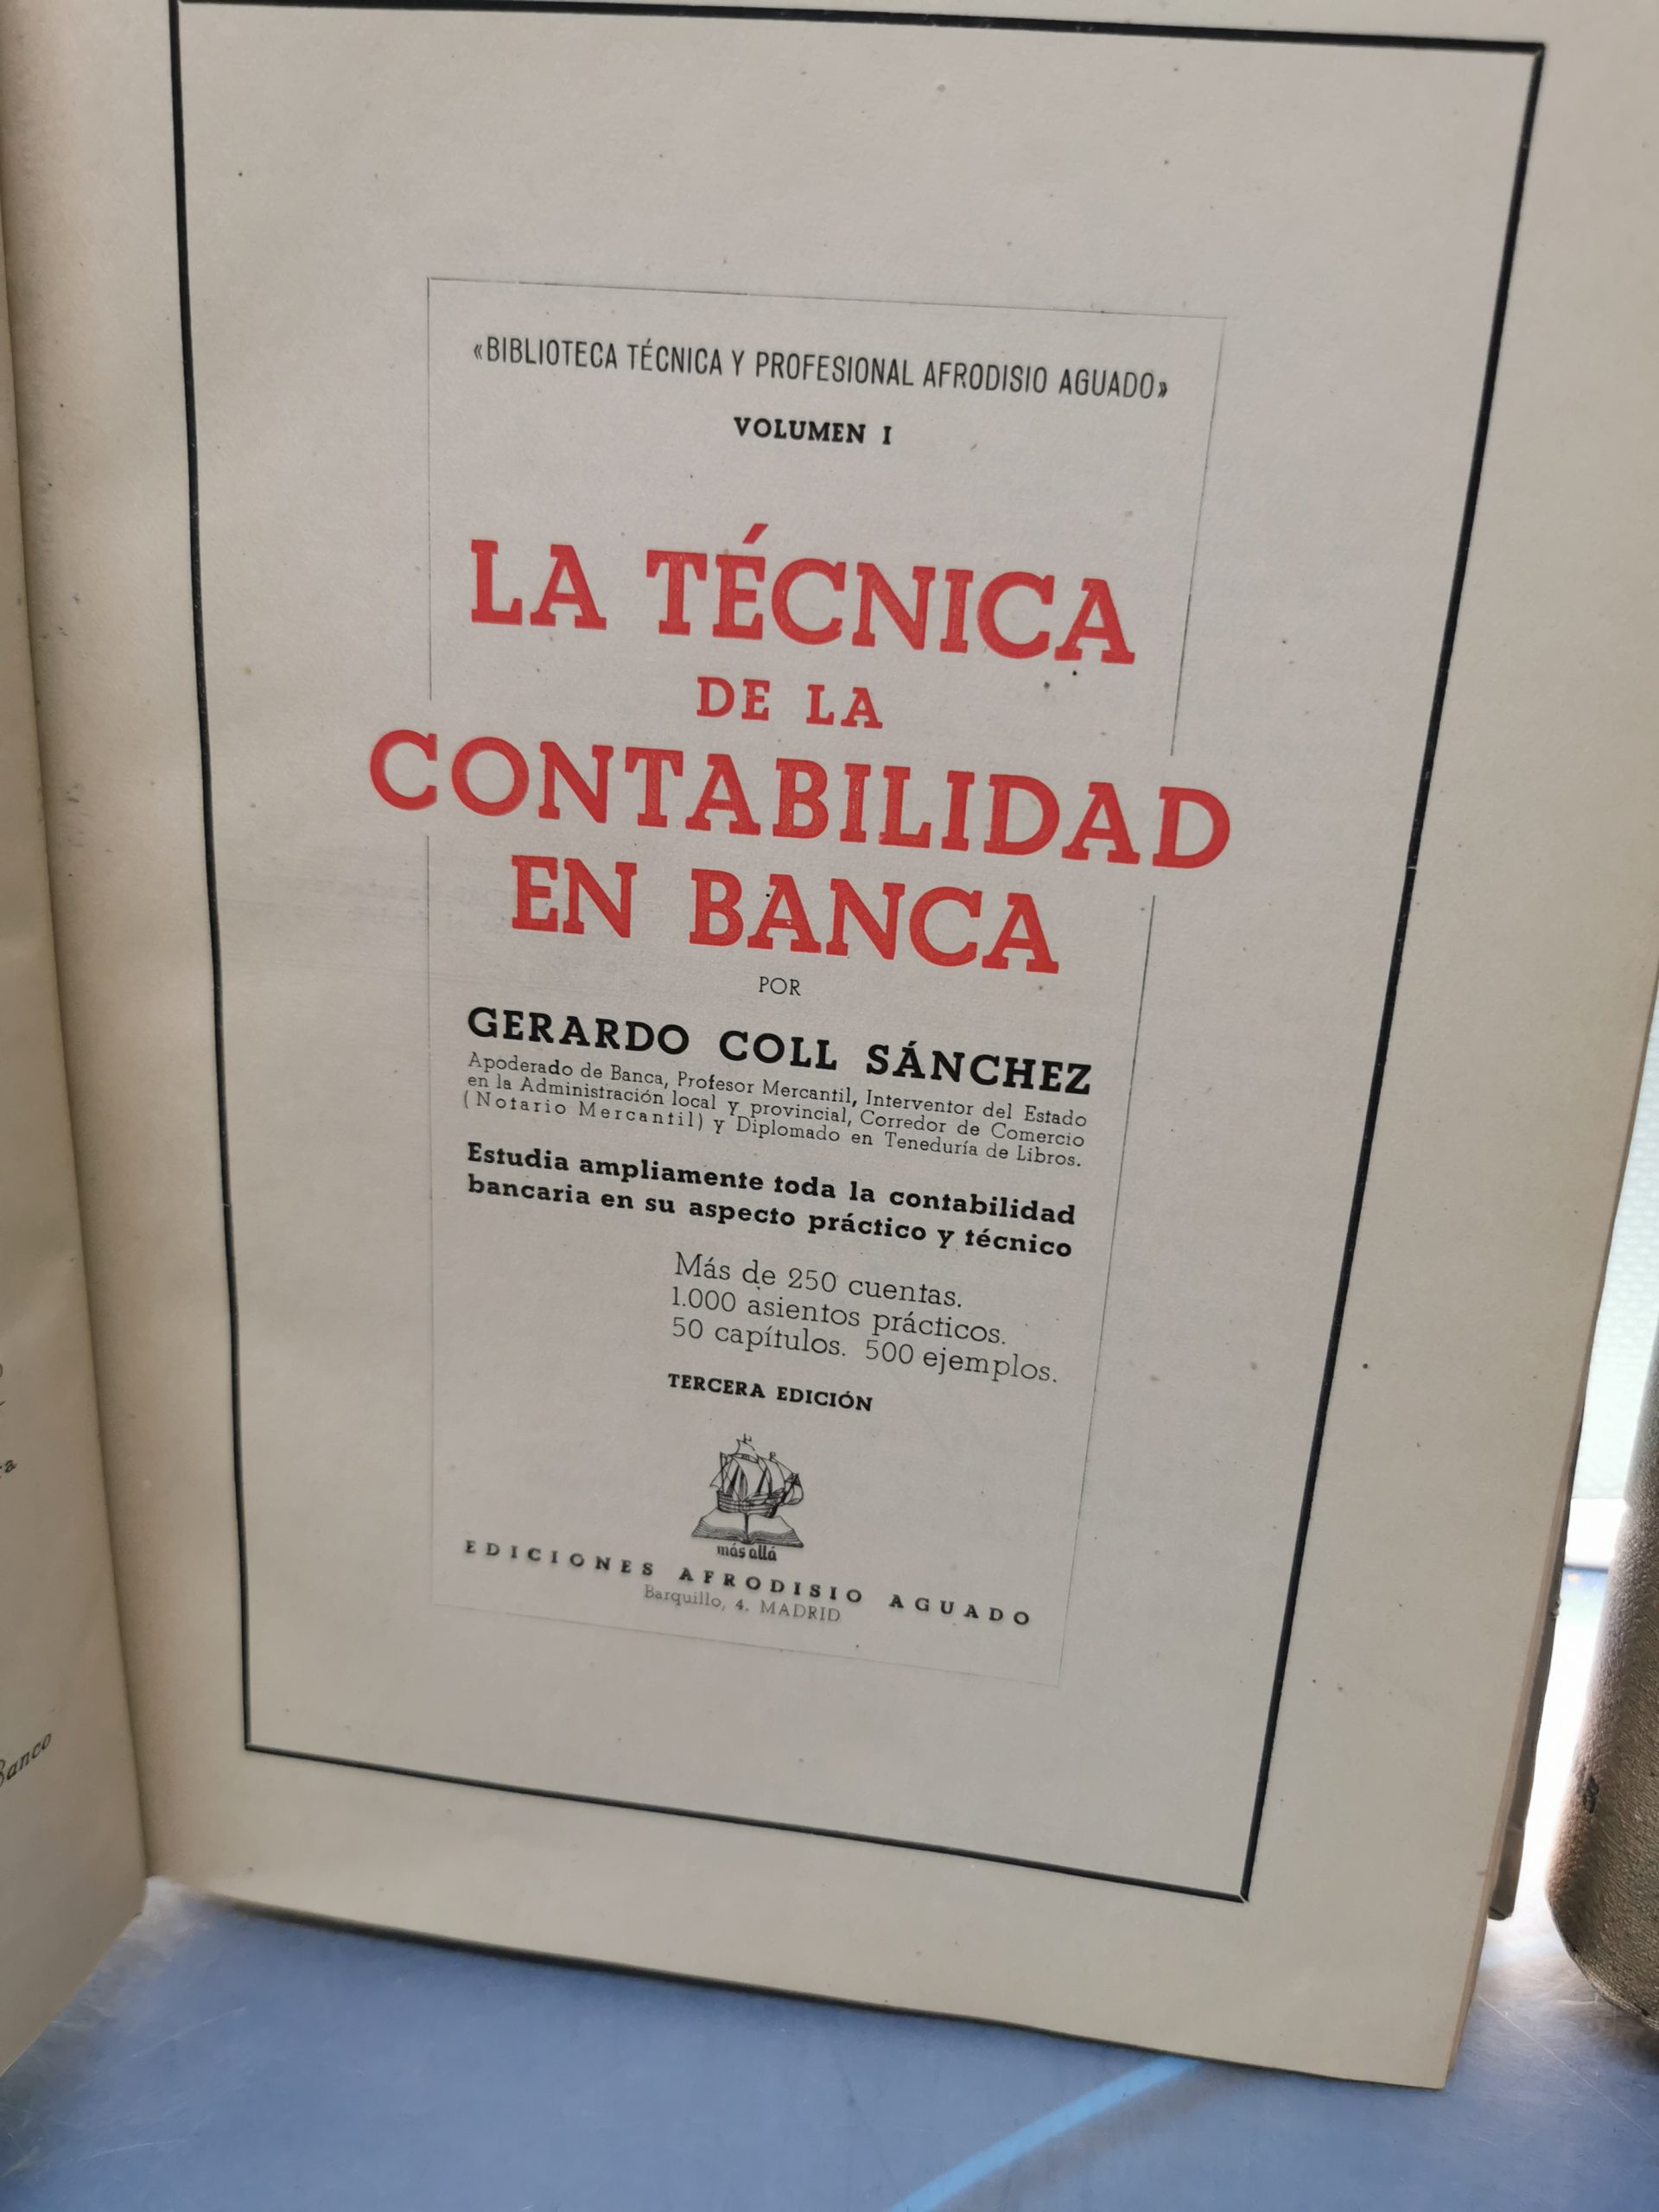 «BIBLIOTECA TÉCNICA Y PROFESIONAL AFRODISIO AGUADO»
VOLUMEN I
LA TÉCNICA
DE LA
CONTABILIDAD
EN BANCA
POR
GERARDO COLL SÁNCHEZ
Apoderado de Banca, Profesor Mercantil, Interventor del Estado
en la Administración local y provincial, Corredor de Comercio
(Notario Mercantil) y Diplomado en Teneduría de Libros.
Estudia ampliamente toda la contabilidad
bancaria en su aspecto práctico y técnico
Más de 250 cuentas.
1.000 asientos prácticos.
50 capítulos. 500 ejemplos.
TERCERA EDICIÓN
más allá
EDICIONES AFRODISIO AGUADO
Barquillo, 4. MADRID
Banco